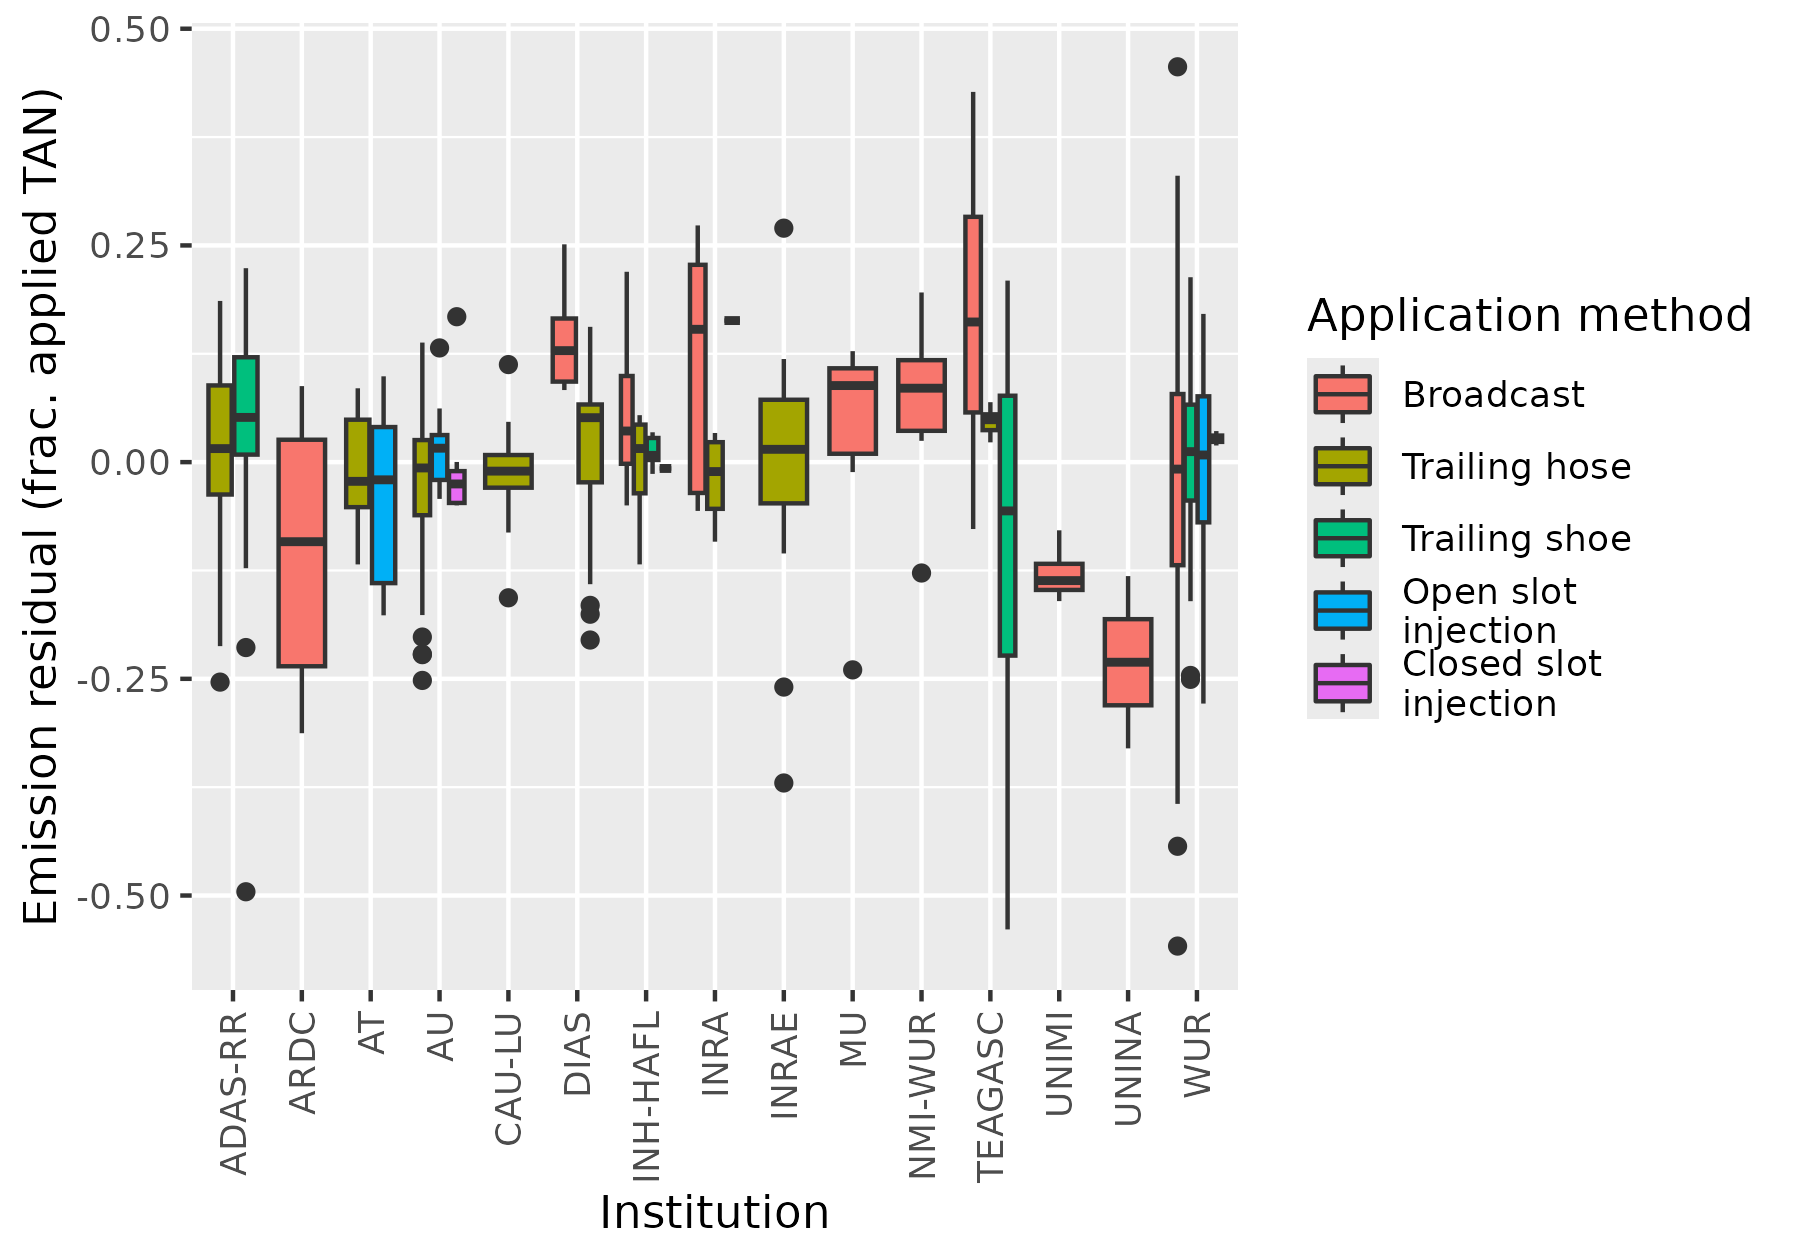 Emission residual (frac. applied TAN)
0.50
0.25
0.00
-0.25
-0.50
ADAS-RR
ARDC
AT
AU
CAU-LU
DIAS
INH-HAFL
INRA
INRAE
MU
NMI-WUR
TEAGASC
UNIMI
UNINA
WUR
Institution
Application method
Broadcast
Trailing hose
Trailing shoe
Open slot
injection
Closed slot
injection